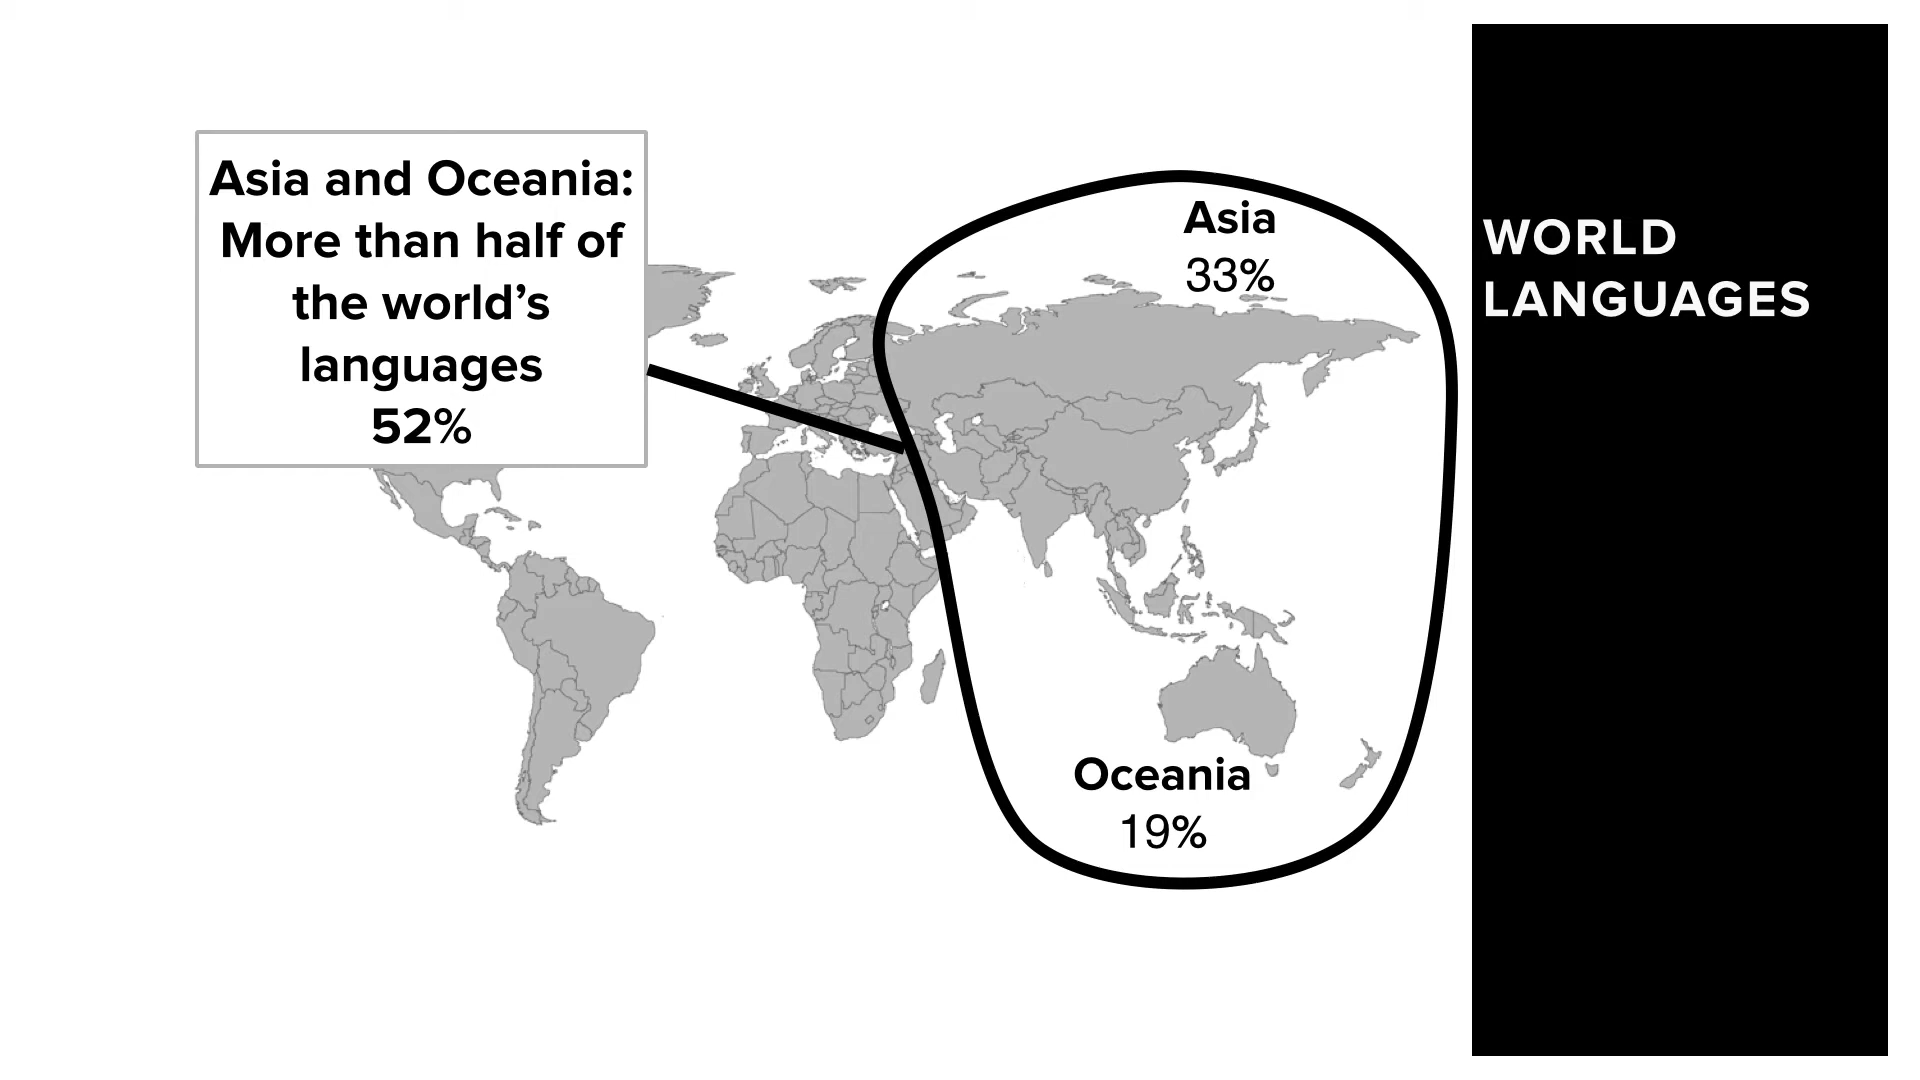 Asia and Oceania:
More than half of
the world’s
languages
52%
Asia
33%
Oceania
19%
WORLD
LANGUAGES